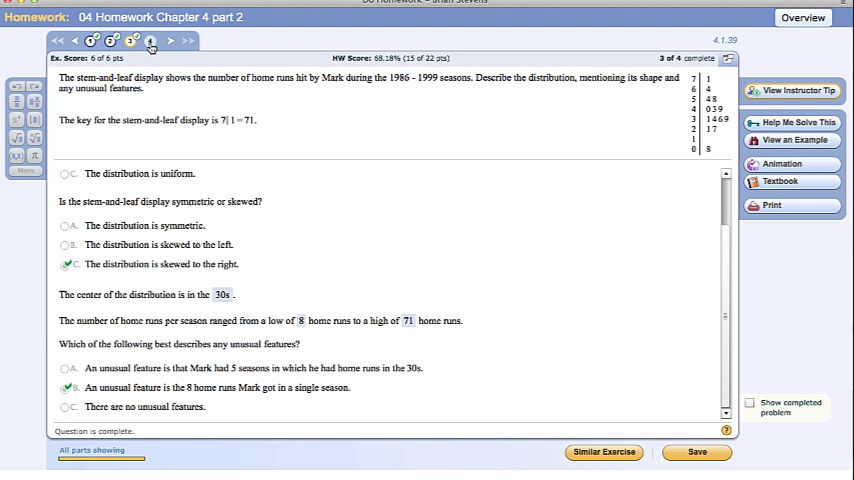 Do Homework - Brian Stevens
Homework: 04 Homework Chapter 4 part 2
Overview
1 2 3 4
4.1.39
Ex. Score: 6 of 6 pts
HW Score: 68.18% (15 of 22 pts)
3 of 4 complete
The stem-and-leaf display shows the number of home runs hit by Mark during the 1986 - 1999 seasons. Describe the distribution, mentioning its shape and
any unusual features.
The key for the stem-and-leaf display is 7| 1 = 71.
7 | 1
6 | 4
5 | 4 8
4 | 0 3 9
3 | 1 4 6 9
2 | 1 7
1 |
0 | 8
C. The distribution is uniform.
Is the stem-and-leaf display symmetric or skewed?
A. The distribution is symmetric.
B. The distribution is skewed to the left.
C. The distribution is skewed to the right.
The center of the distribution is in the 30s .
The number of home runs per season ranged from a low of 8 home runs to a high of 71 home runs.
Which of the following best describes any unusual features?
A. An unusual feature is that Mark had 5 seasons in which he had home runs in the 30s.
B. An unusual feature is the 8 home runs Mark got in a single season.
C. There are no unusual features.
Question is complete.
All parts showing
Similar Exercise
Save
More
View Instructor Tip
Help Me Solve This
View an Example
Animation
Textbook
Print
Show completed
problem